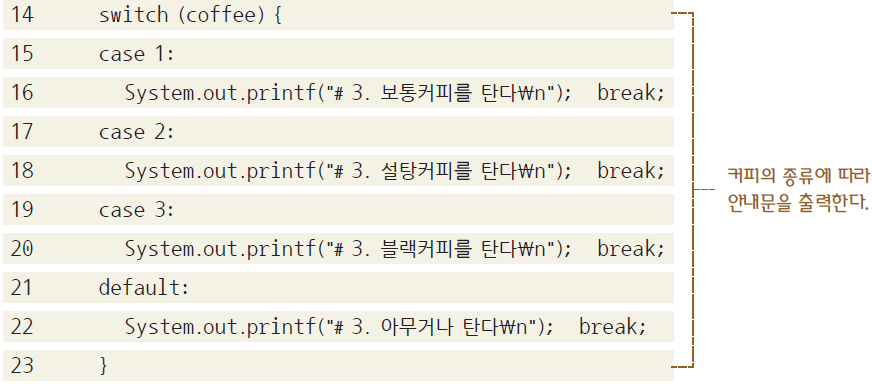 14 switch (coffee) {
15 case 1:
16 System.out.printf("# 3. 보통커피를 탄다₩n"); break;
17 case 2:
18 System.out.printf("# 3. 설탕커피를 탄다₩n"); break;
19 case 3:
20 System.out.printf("# 3. 블랙커피를 탄다₩n"); break;
21 default:
22 System.out.printf("# 3. 아무거나 탄다₩n"); break;
23 }
커피의 종류에 따라
안내문을 출력한다.